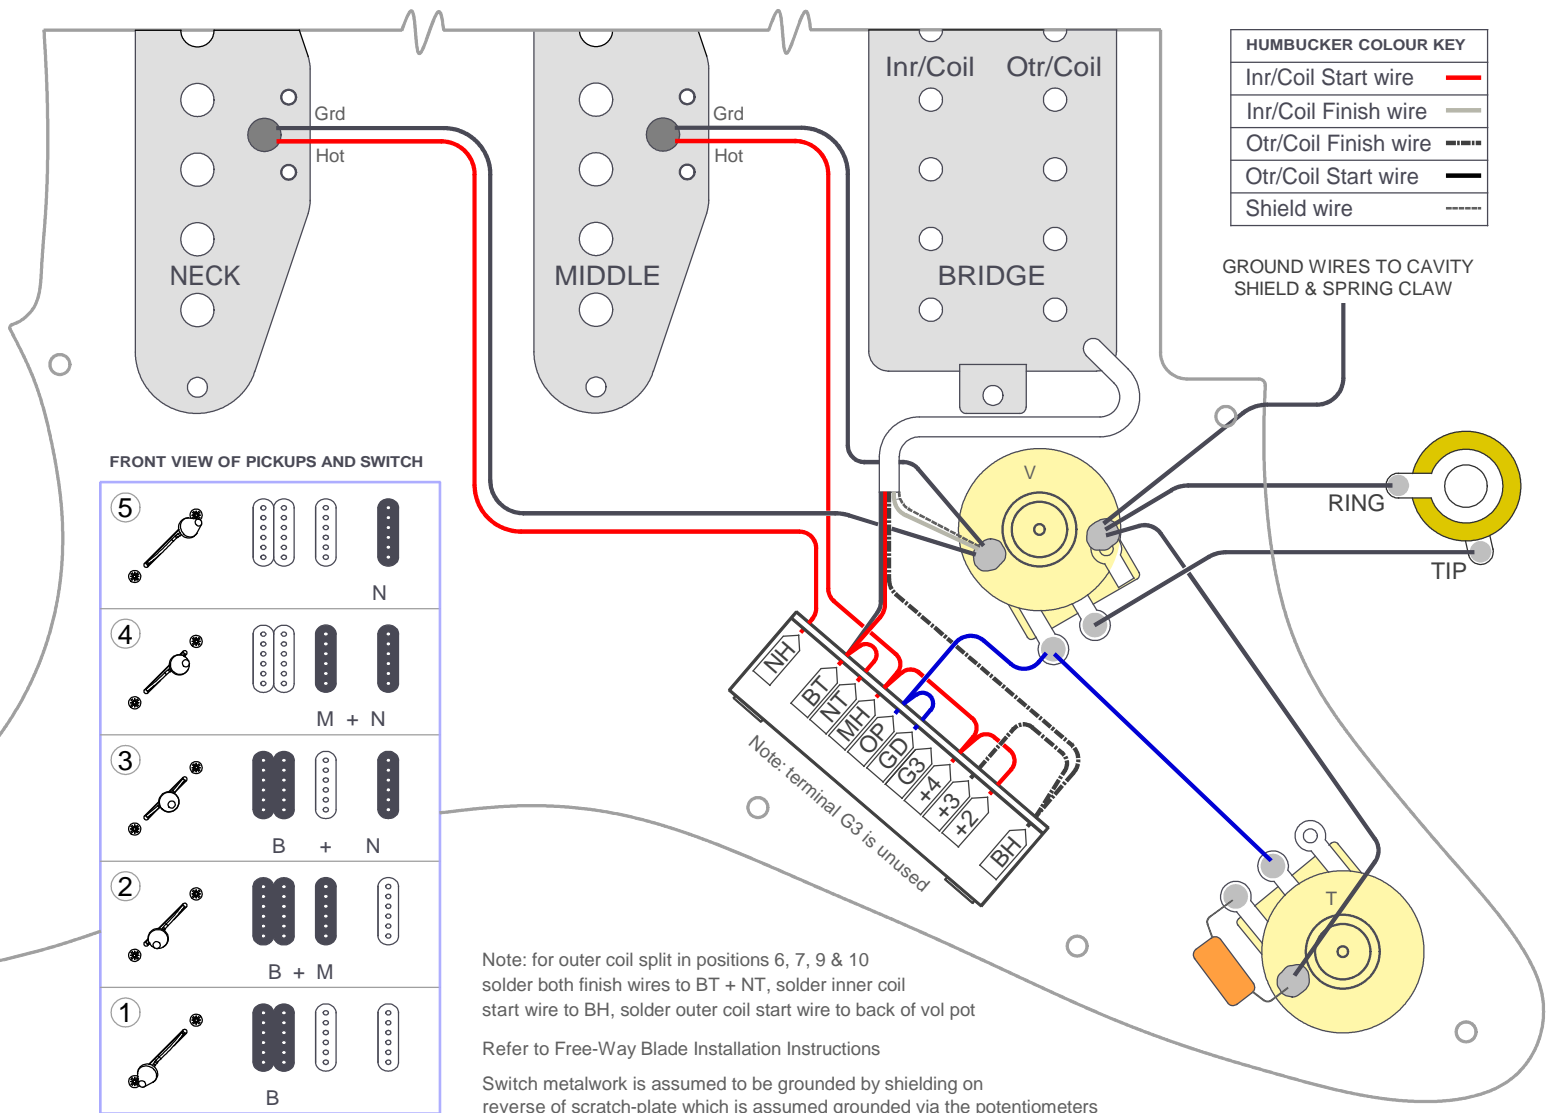 Inr/Coil Otr/Coil
HUMBUCKER COLOUR KEY
Inr/Coil Start wire
Inr/Coil Finish wire
Otr/Coil Finish wire
Otr/Coil Start wire
Shield wire
Grd
Hot
Grd
Hot
NECK
MIDDLE
BRIDGE
GROUND WIRES TO CAVITY
SHIELD & SPRING CLAW
FRONT VIEW OF PICKUPS AND SWITCH
V
RING
TIP
5
N
4
M + N
3
B + N
2
B + M
1
B
NH
BT
NT
MH
OP
GD
G3
+4
+3
+2
BH
Note: terminal G3 is unused
T
Note: for outer coil split in positions 6, 7, 9 & 10
solder both finish wires to BT + NT, solder inner coil
start wire to BH, solder outer coil start wire to back of vol pot
Refer to Free-Way Blade Installation Instructions
Switch metalwork is assumed to be grounded by shielding on
reverse of scratch-plate which is assumed grounded via the potentiometers